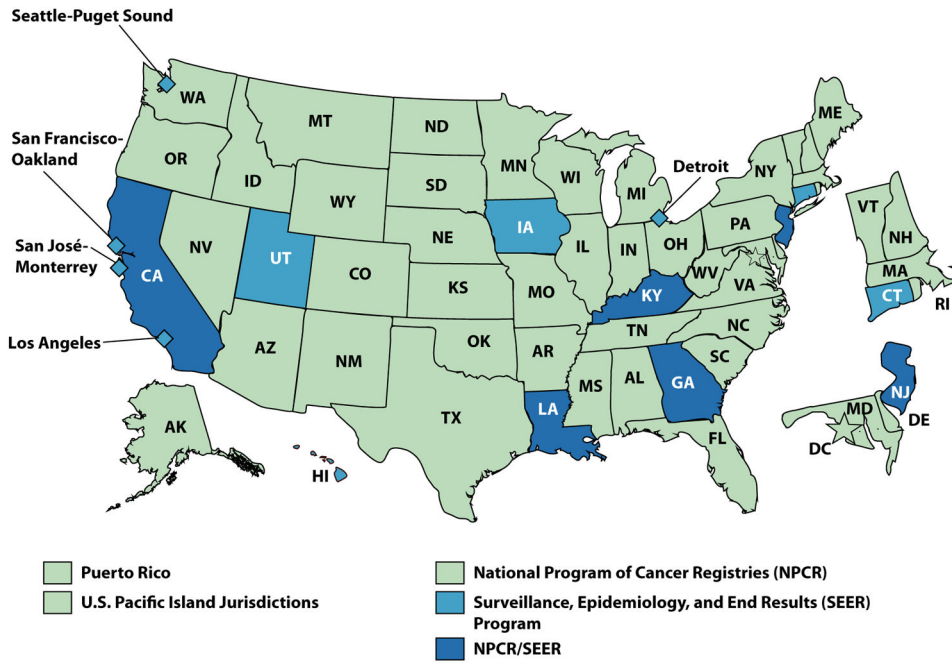 Seattle-Puget Sound
WA
MT
ND
MN
ME
San Francisco-
Oakland
OR
ID
SD
WI
MI
Detroit
NY
WY
VT
NH
San José-
Monterrey
NV
UT
NE
IA
IL
IN
OH
PA
MA
CA
CO
KS
MO
KY
WV
VA
CT
RI
Los Angeles
AZ
NM
OK
AR
TN
NC
SC
MS
AL
GA
NJ
AK
TX
LA
FL
MD
DE
DC
HI
Puerto Rico
U.S. Pacific Island Jurisdictions
National Program of Cancer Registries (NPCR)
Surveillance, Epidemiology, and End Results (SEER)
Program
NPCR/SEER